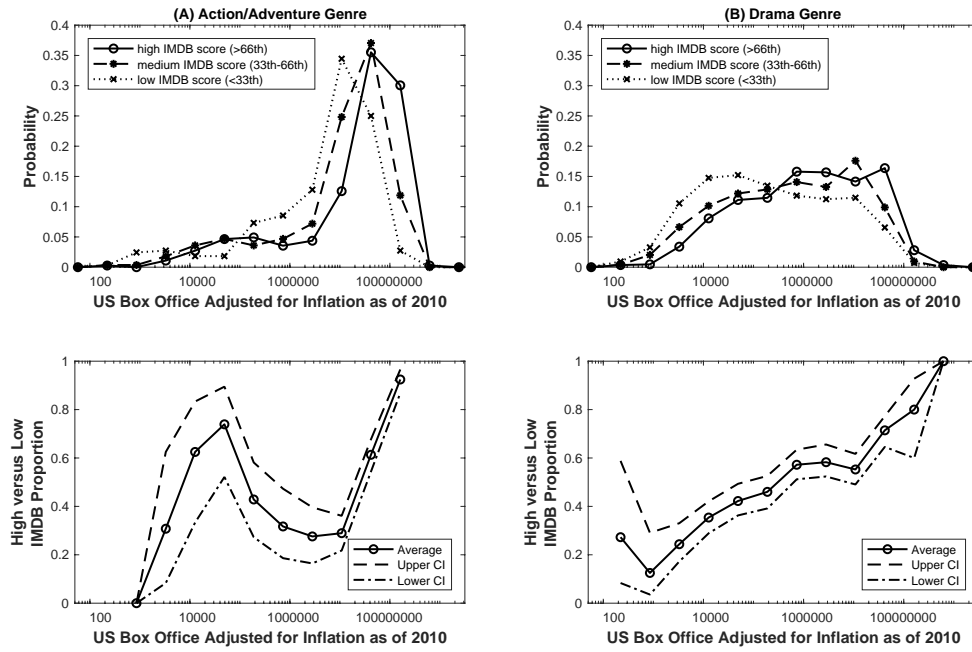 (A) Action/Adventure Genre
0.4
0.35
0.3
0.25
0.2
0.15
0.1
0.05
0
Probability
high IMDB score (>66th)
medium IMDB score (33th-66th)
low IMDB score (<33th)
100
10000
1000000
100000000
US Box Office Adjusted for Inflation as of 2010
(B) Drama Genre
0.4
0.35
0.3
0.25
0.2
0.15
0.1
0.05
0
Probability
high IMDB score (>66th)
medium IMDB score (33th-66th)
low IMDB score (<33th)
100
10000
1000000
100000000
US Box Office Adjusted for Inflation as of 2010
1
0.8
0.6
0.4
0.2
0
High versus Low
IMDB Proportion
Average
Upper CI
Lower CI
100
10000
1000000
100000000
US Box Office Adjusted for Inflation as of 2010
1
0.8
0.6
0.4
0.2
0
High versus Low
IMDB Proportion
Average
Upper CI
Lower CI
100
10000
1000000
100000000
US Box Office Adjusted for Inflation as of 2010